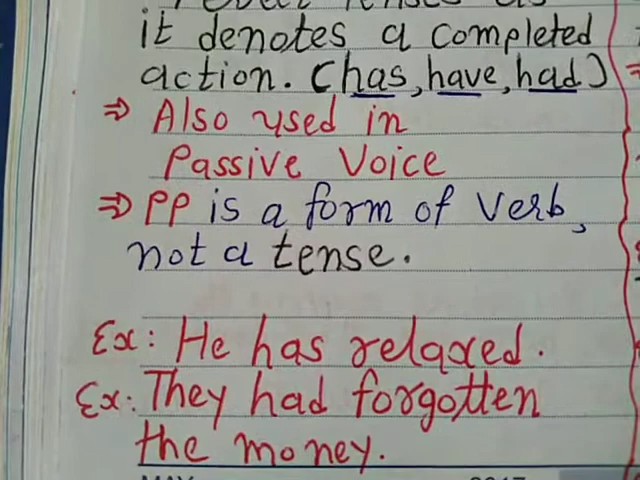 it denotes a completed
action. (has, have, had)
⇒ Also used in
Passive Voice
⇒ PP is a form of Verb,
not a tense.
Ex: He has relaxed.
Ex: They had forgotten
the money.